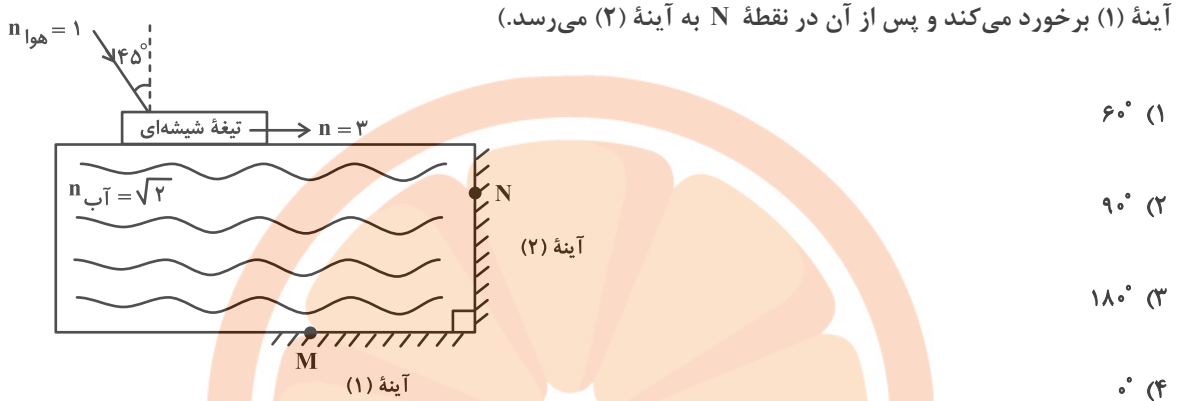 آینهٔ (۱) برخورد می‌کند و پس از آن در نقطهٔ N به آینهٔ (۲) می‌رسد.)
n هوا = ۱
۴۵°
تیغهٔ شیشه‌ای
n = ۳
n آب = √۲
N
آینهٔ (۲)
M
آینهٔ (۱)
۱) ۶۰°
۲) ۹۰°
۳) ۱۸۰°
۴) ۰°